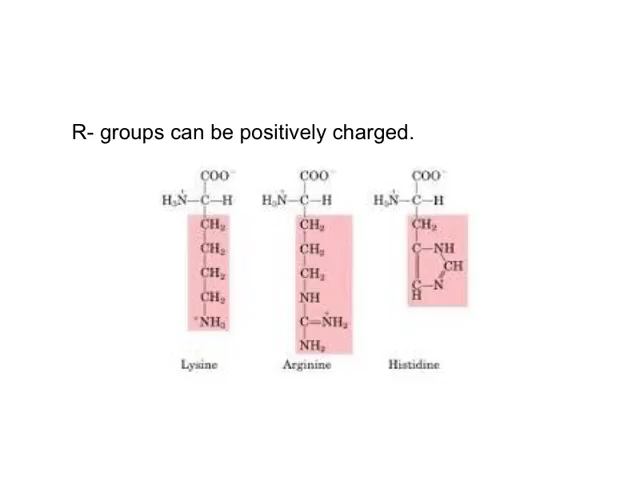 R- groups can be positively charged.
COO⁻ COO⁻ COO⁻
H₃N⁺—C—H H₃N⁺—C—H H₃N⁺—C—H
CH₂ CH₂ CH₂
CH₂ CH₂ C—NH
CH
CH₂ CH₂ C—N
H
CH₂ NH
⁺NH₃ C=N⁺H₂
NH₂
Lysine Arginine Histidine